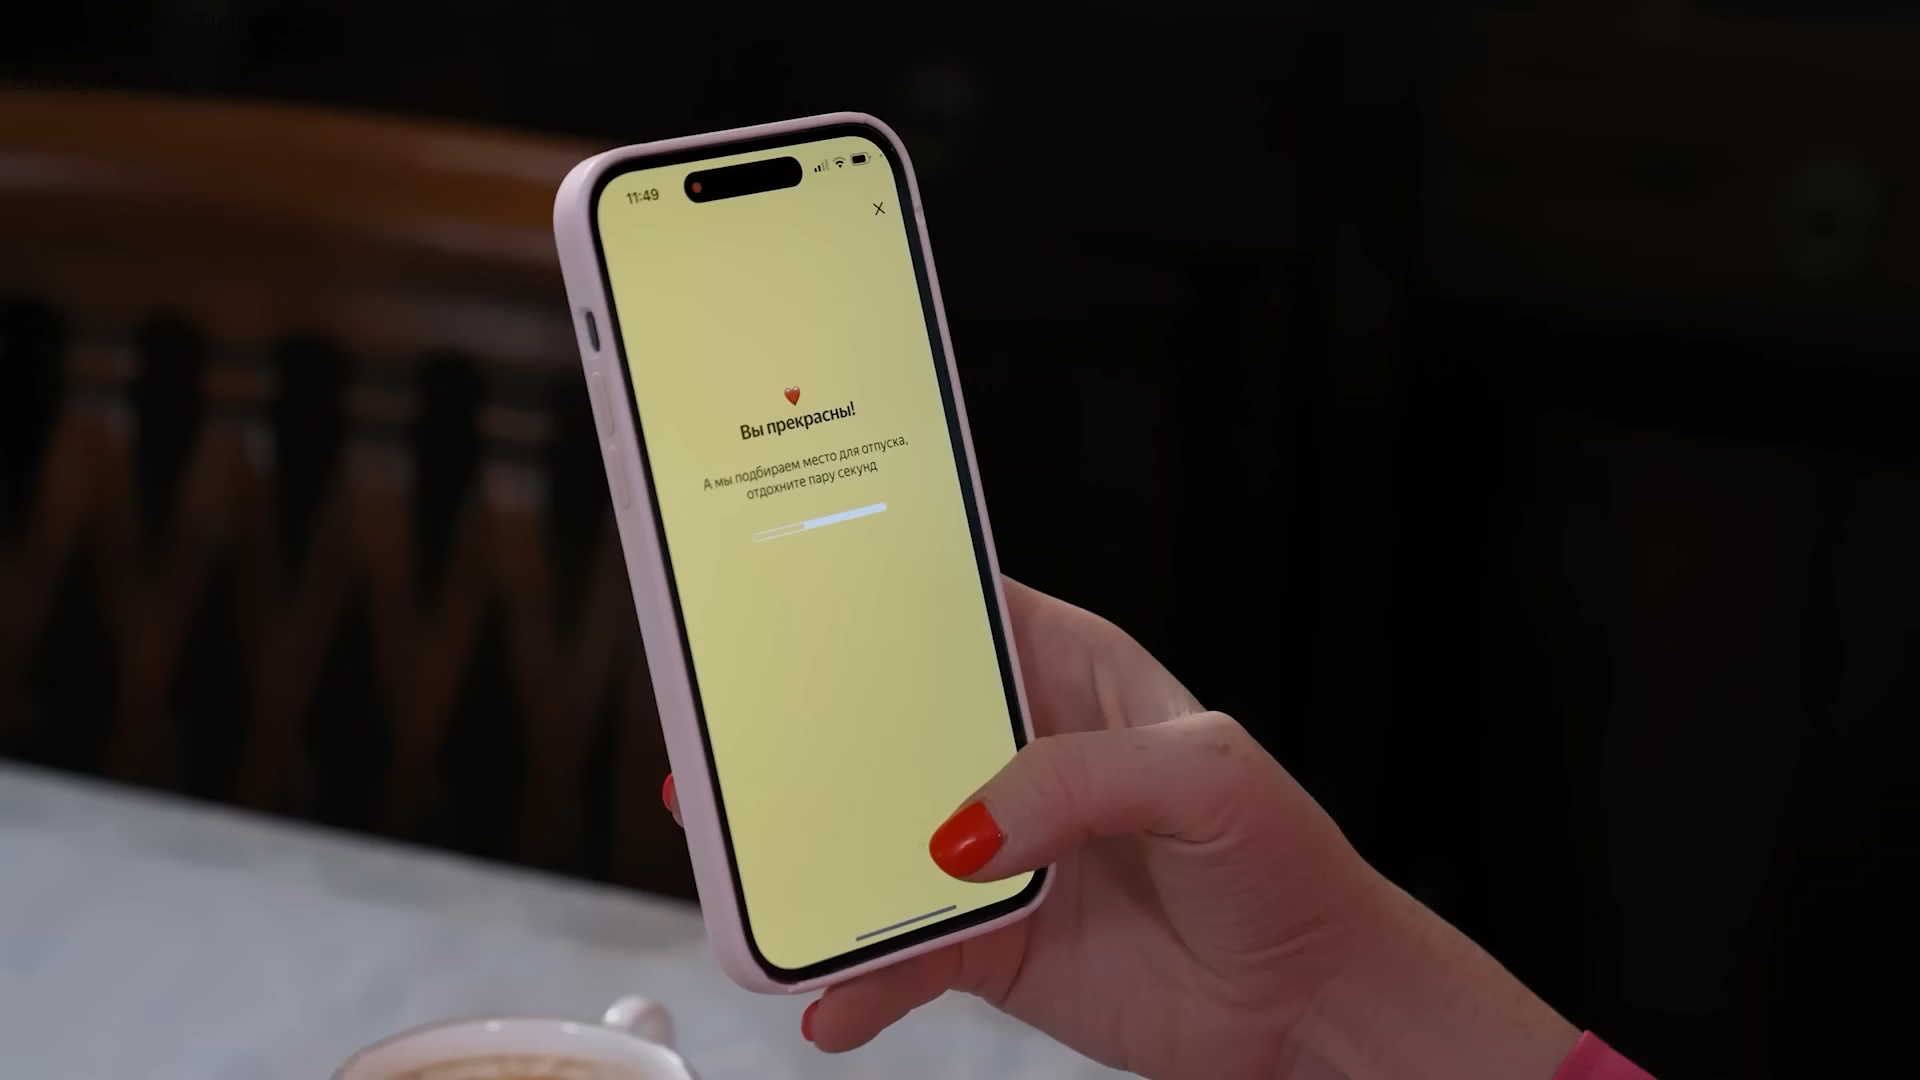 11:49
Вы прекрасны!
А мы подбираем место для отпуска,
отдохните пару секунд